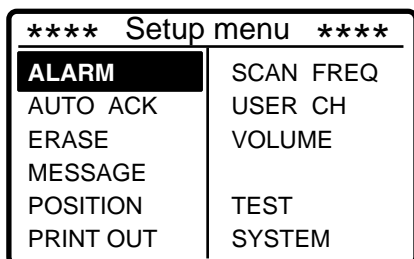 **** Setup menu ****
ALARM
AUTO ACK
ERASE
MESSAGE
POSITION
PRINT OUT
SCAN FREQ
USER CH
VOLUME
TEST
SYSTEM